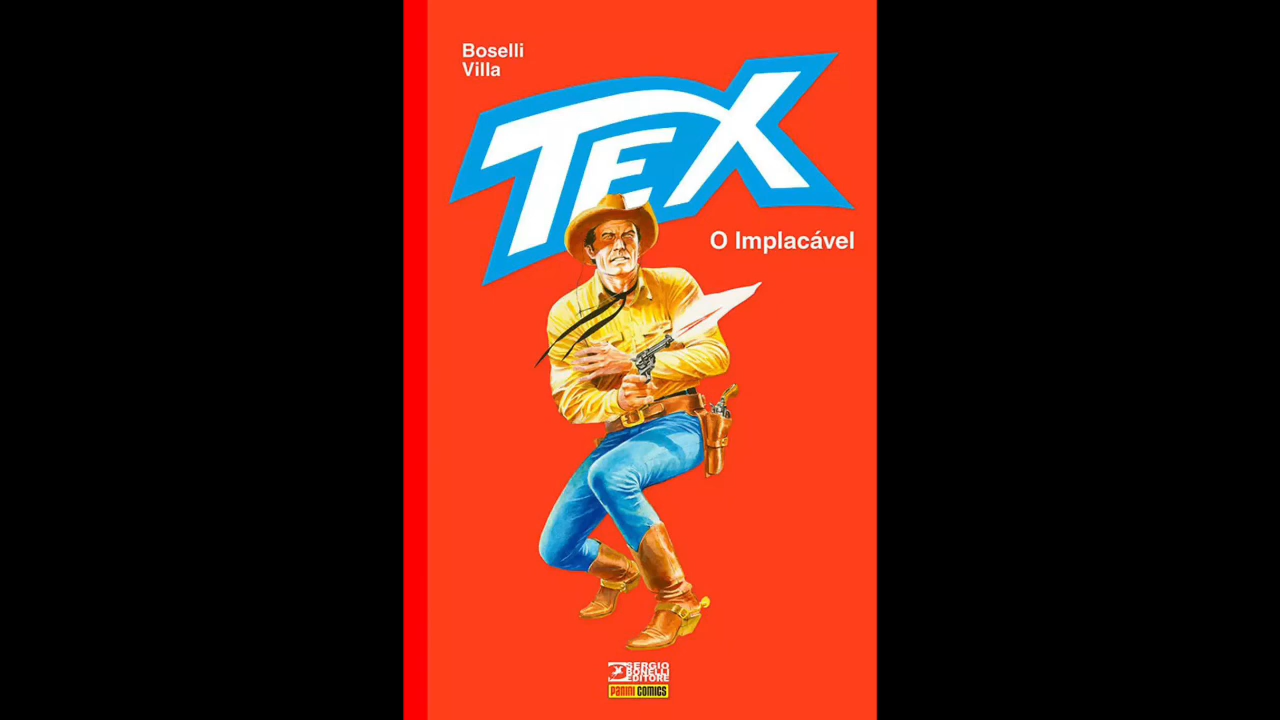 Boselli
Villa
TEX
O Implacável
SERGIO
BONELLI
EDITORE
PANINI COMICS